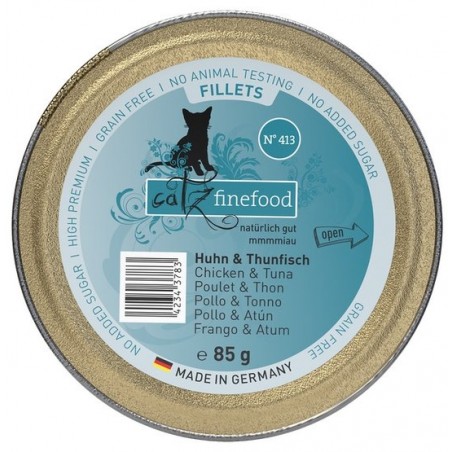 NO ADDED SUGAR | HIGH PREMIUM | GRAIN FREE | NO ANIMAL TESTING
NO ADDED SUGAR
FILLETS
N° 413
catz finefood
natürlich gut
mmmmiau
open
Huhn & Thunfisch
Chicken & Tuna
Poulet & Thon
Pollo & Tonno
Pollo & Atún
Frango & Atum
4234 3783
e 85 g
MADE IN GERMANY
GRAIN FREE